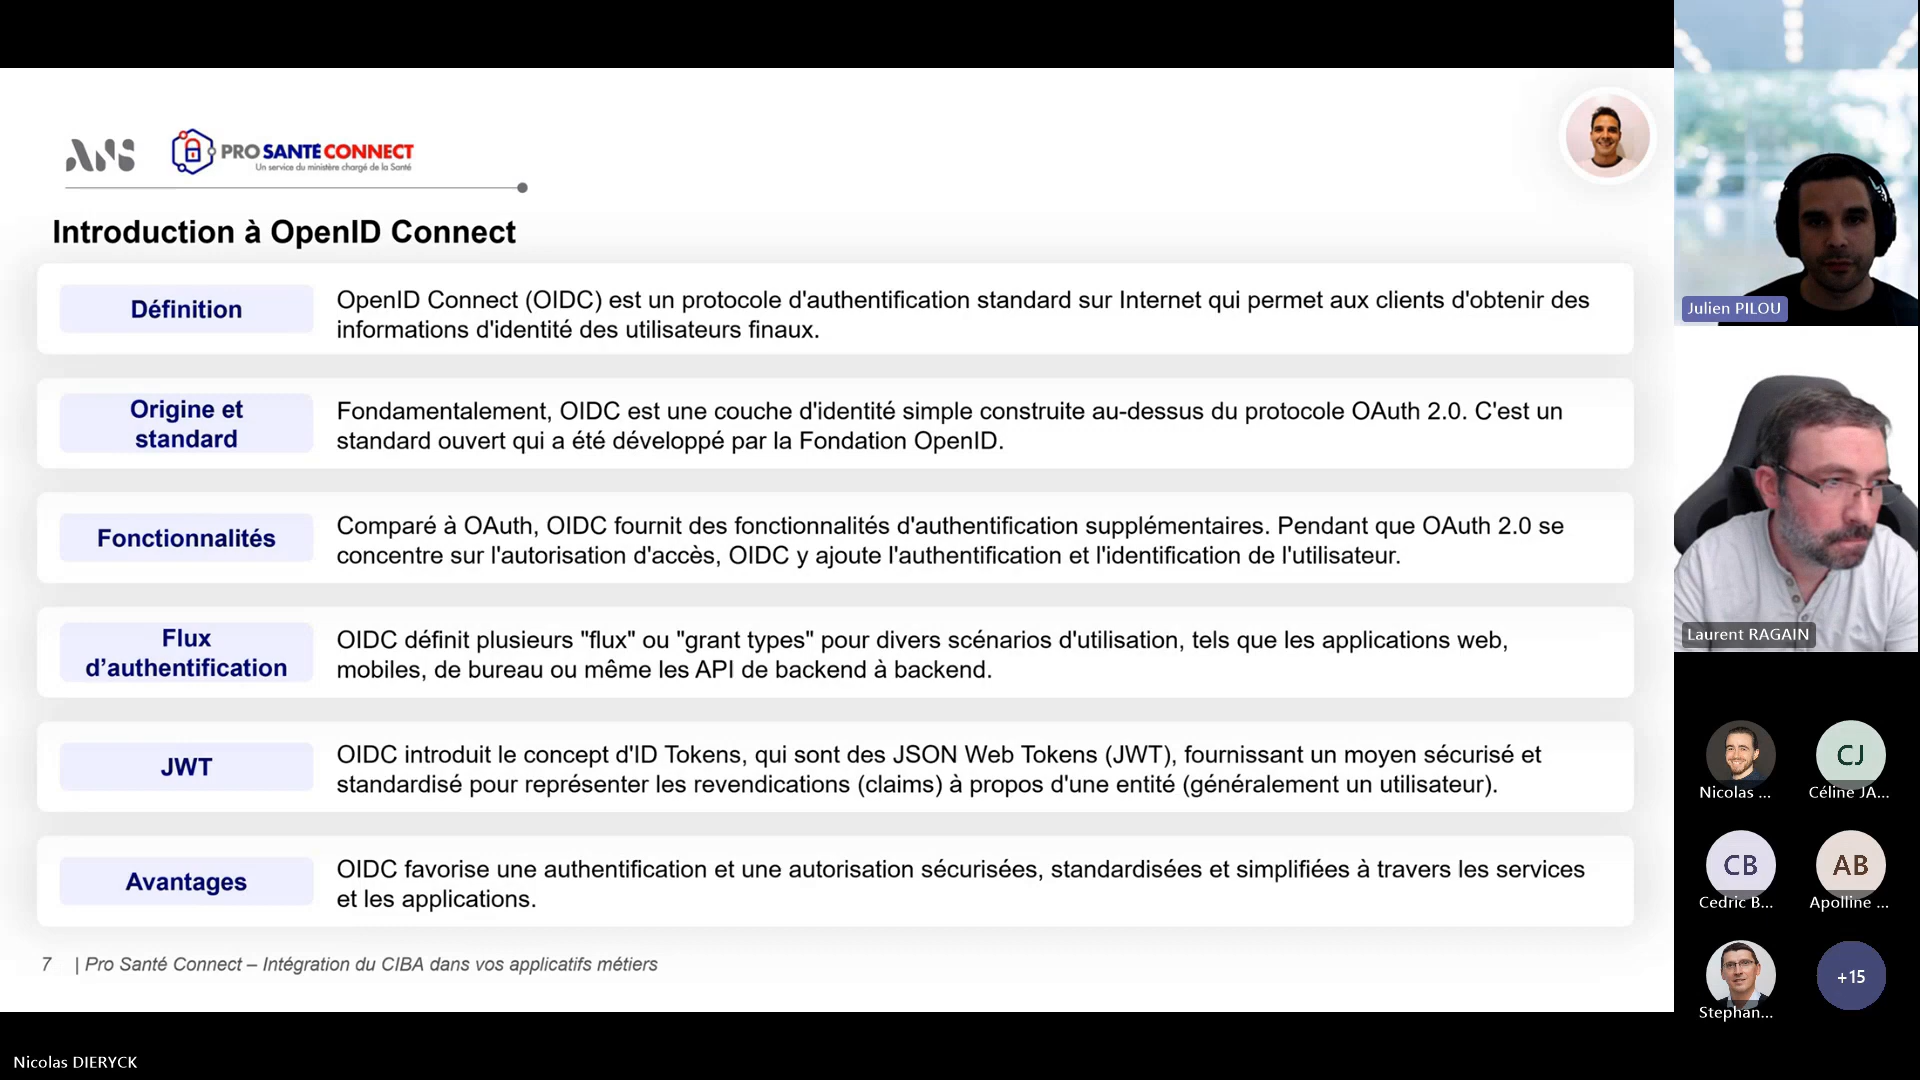 ANS
PRO SANTÉ CONNECT
Un service du ministère chargé de la Santé
Introduction à OpenID Connect
Définition
OpenID Connect (OIDC) est un protocole d'authentification standard sur Internet qui permet aux clients d'obtenir des
informations d'identité des utilisateurs finaux.
Origine et
standard
Fondamentalement, OIDC est une couche d'identité simple construite au-dessus du protocole OAuth 2.0. C'est un
standard ouvert qui a été développé par la Fondation OpenID.
Fonctionnalités
Comparé à OAuth, OIDC fournit des fonctionnalités d'authentification supplémentaires. Pendant que OAuth 2.0 se
concentre sur l'autorisation d'accès, OIDC y ajoute l'authentification et l'identification de l'utilisateur.
Flux
d’authentification
OIDC définit plusieurs "flux" ou "grant types" pour divers scénarios d'utilisation, tels que les applications web,
mobiles, de bureau ou même les API de backend à backend.
JWT
OIDC introduit le concept d'ID Tokens, qui sont des JSON Web Tokens (JWT), fournissant un moyen sécurisé et
standardisé pour représenter les revendications (claims) à propos d'une entité (généralement un utilisateur).
Avantages
OIDC favorise une authentification et une autorisation sécurisées, standardisées et simplifiées à travers les services
et les applications.
7 | Pro Santé Connect – Intégration du CIBA dans vos applicatifs métiers
Julien PILOU
Laurent RAGAIN
Nicolas ...
CJ
Céline JA...
CB
Cedric B...
AB
Apolline ...
Stephan...
+15
Nicolas DIERYCK